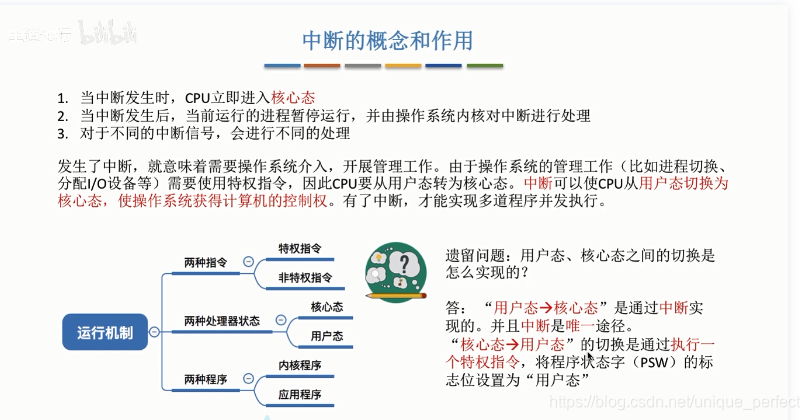 bilibili
中断的概念和作用
1. 当中断发生时，CPU立即进入核心态
2. 当中断发生后，当前运行的进程暂停运行，并由操作系统内核对中断进行处理
3. 对于不同的中断信号，会进行不同的处理
发生了中断，就意味着需要操作系统介入，开展管理工作。由于操作系统的管理工作（比如进程切换、
分配I/O设备等）需要使用特权指令，因此CPU要从用户态转为核心态。中断可以使CPU从用户态切换为
核心态，使操作系统获得计算机的控制权。有了中断，才能实现多道程序并发执行。
运行机制
两种指令
特权指令
非特权指令
两种处理器状态
核心态
用户态
两种程序
内核程序
应用程序
?
遗留问题：用户态、核心态之间的切换是
怎么实现的？
答：“用户态→核心态”是通过中断实
现的。并且中断是唯一途径。
“核心态→用户态”的切换是通过执行一
个特权指令，将程序状态字（PSW）的标
志位设置为“用户态”
https://blog.csdn.net/unique_perfect